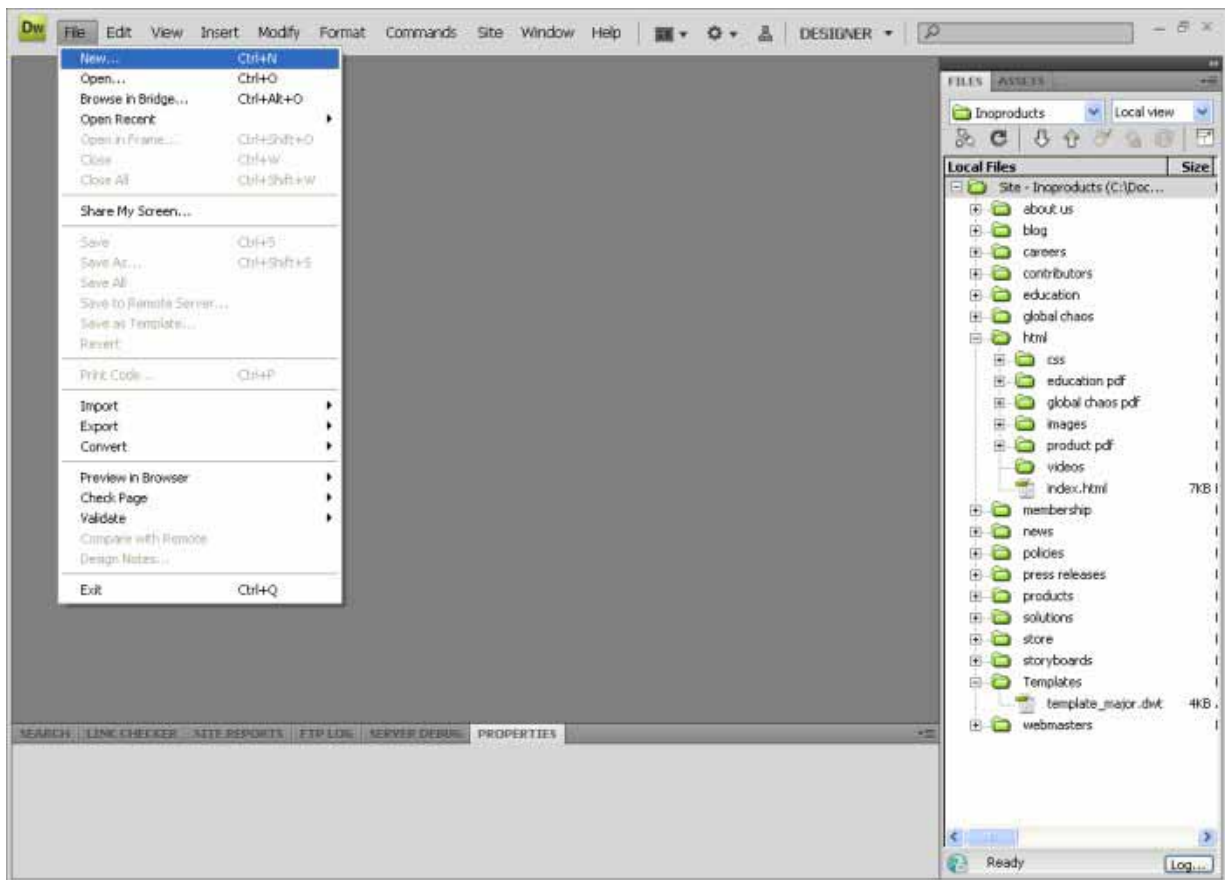 Dw File Edit View Insert Modify Format Commands Site Window Help DESIGNER
New... Ctrl+N
Open... Ctrl+O
Browse in Bridge... Ctrl+Alt+O
Open Recent
Open in Frame... Ctrl+Shift+O
Close Ctrl+W
Close All Ctrl+Shift+W
Share My Screen...
Save Ctrl+S
Save As... Ctrl+Shift+S
Save All
Save to Remote Server...
Save as Template...
Revert
Print Code... Ctrl+P
Import
Export
Convert
Preview in Browser
Check Page
Validate
Compare with Remote
Design Notes...
Exit Ctrl+Q
SEARCH LINK CHECKER SITE REPORTS FTP LOG SERVER DEBUG PROPERTIES
FILES ASSETS
Inoproducts Local view
Local Files Size
Site - Inoproducts (C:\Doc...
about us
blog
careers
contributors
education
global chaos
html
css
education pdf
global chaos pdf
images
product pdf
videos
index.html 7KB
membership
news
policies
press releases
products
solutions
store
storyboards
Templates
template_major.dwt 4KB
webmasters
Ready Log...